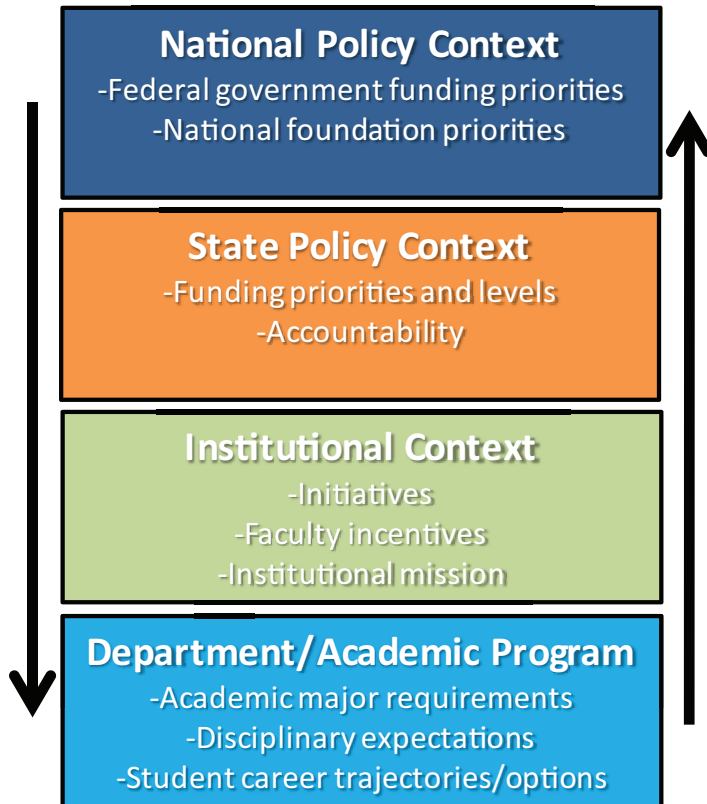 National Policy Context
-Federal government funding priorities
-National foundation priorities
State Policy Context
-Funding priorities and levels
-Accountability
Institutional Context
-Initiatives
-Faculty incentives
-Institutional mission
Department/Academic Program
-Academic major requirements
-Disciplinary expectations
-Student career trajectories/options